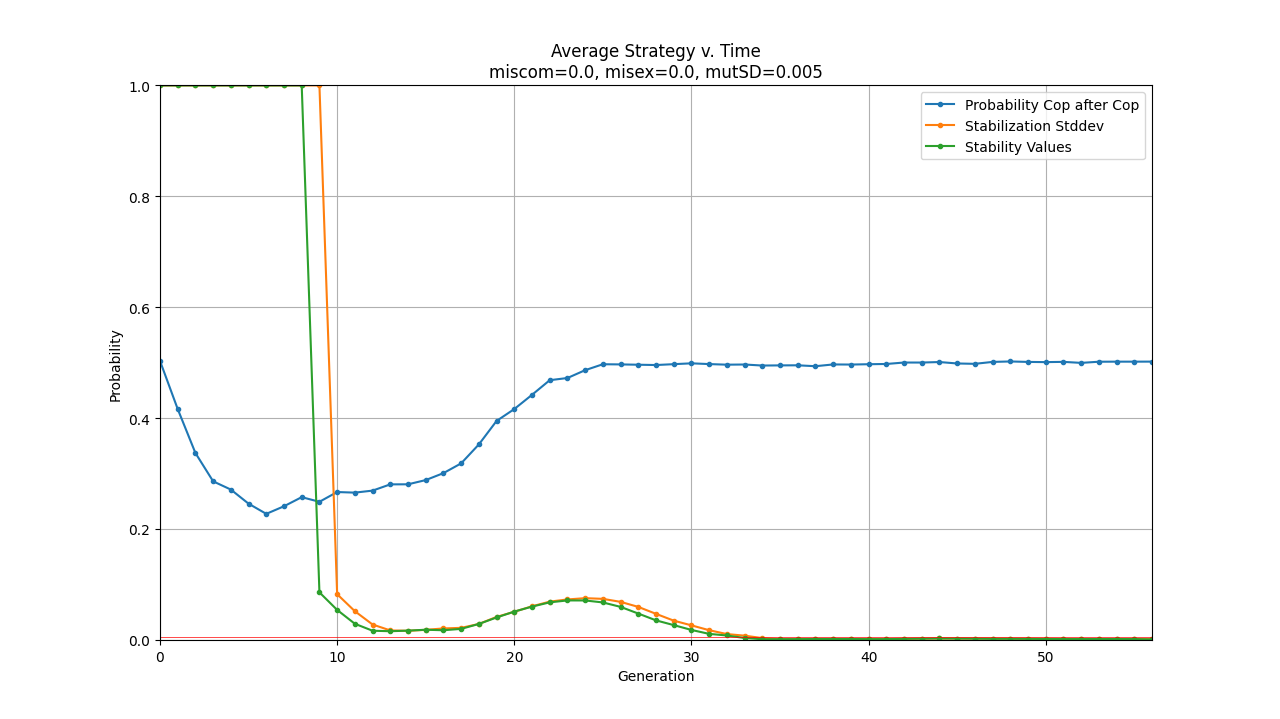 Average Strategy v. Time
miscom=0.0, misex=0.0, mutSD=0.005
Probability Cop after Cop
Stabilization Stddev
Stability Values
Probability
1.0
0.8
0.6
0.4
0.2
0.0
0 10 20 30 40 50
Generation